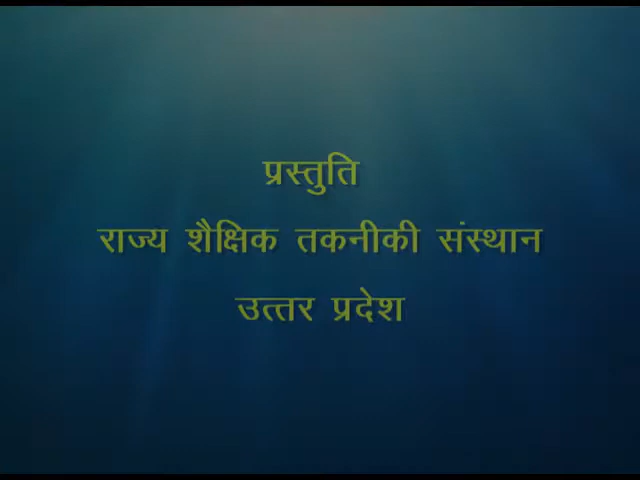 प्रस्तुति
राज्य शैक्षिक तकनीकी संस्थान
उत्तर प्रदेश